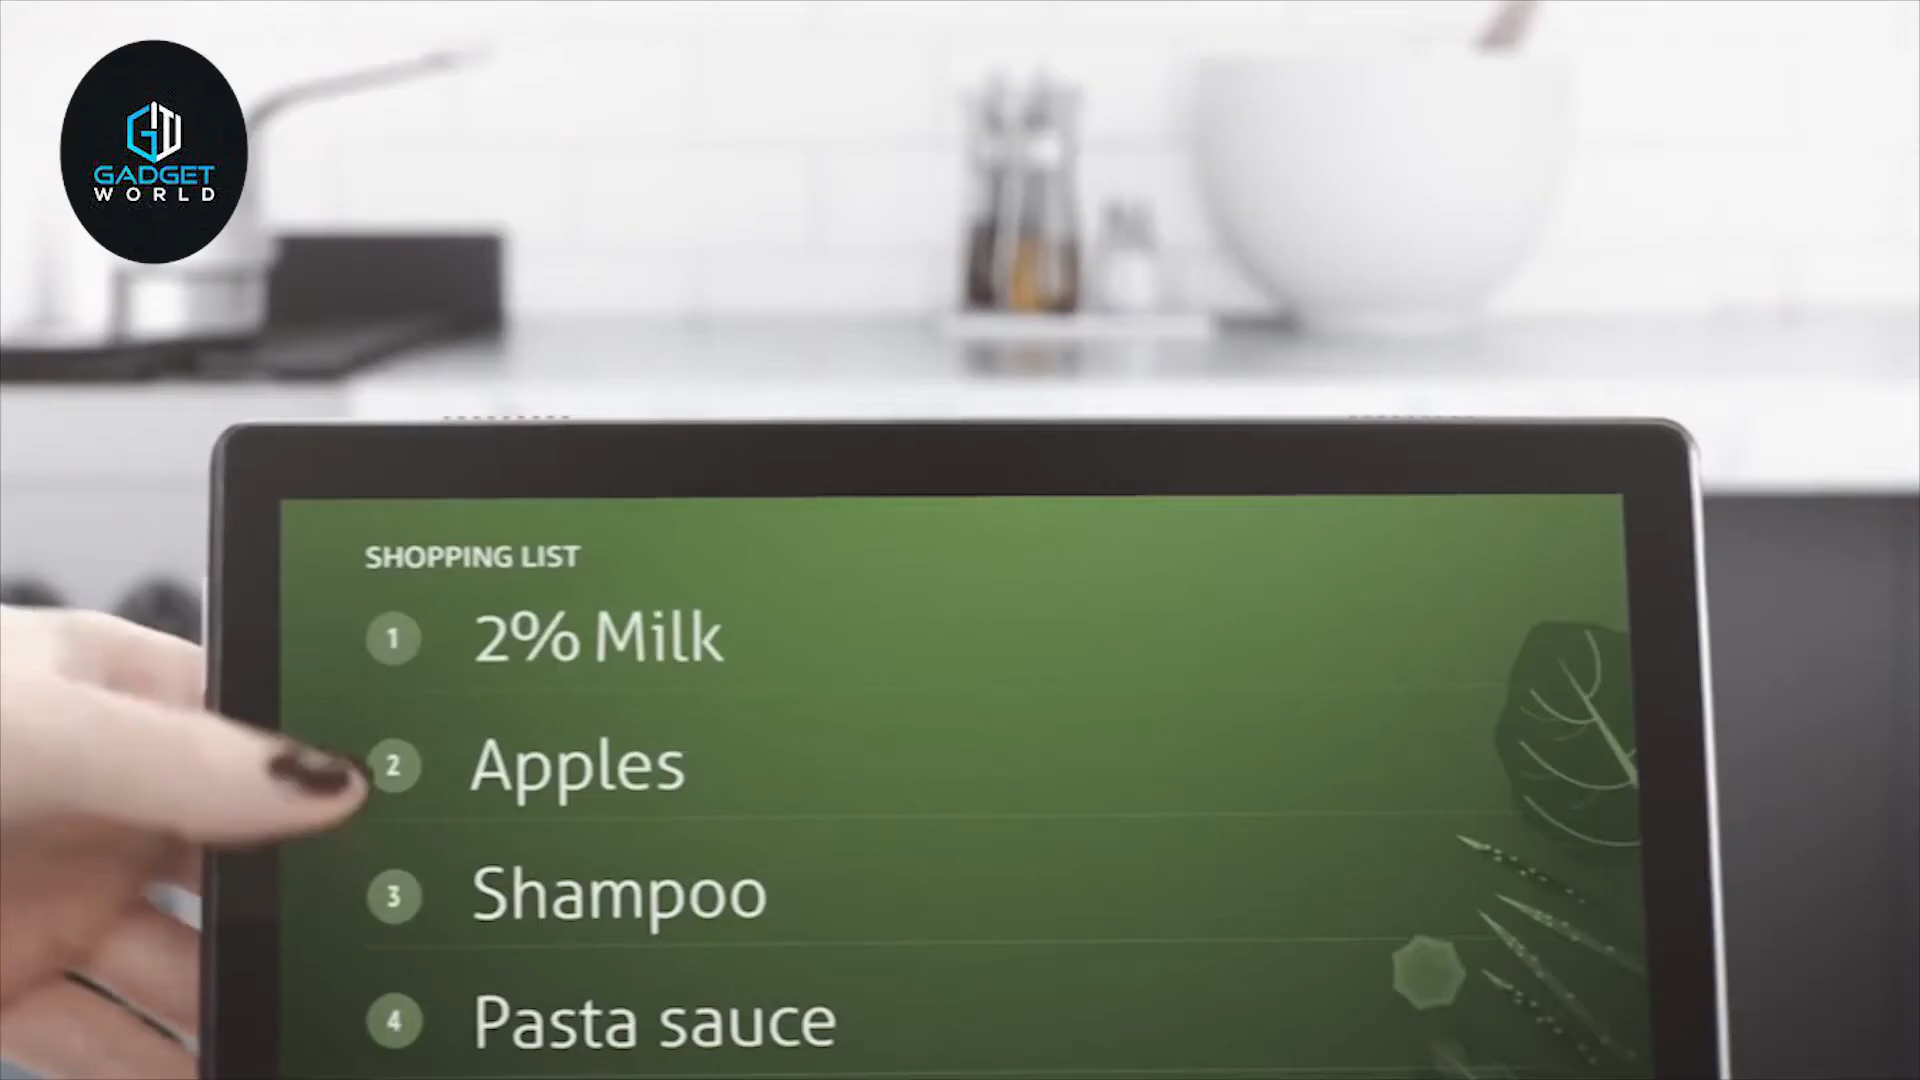 GADGET
WORLD
SHOPPING LIST
1 2% Milk
2 Apples
3 Shampoo
4 Pasta sauce